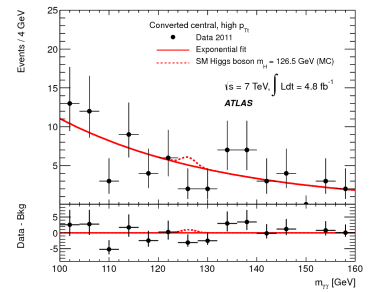 25
Converted central, high p_Tt
Data 2011
Exponential fit
SM Higgs boson m_H = 126.5 GeV (MC)
√s = 7 TeV, ∫ Ldt = 4.8 fb⁻¹
ATLAS
Events / 4 GeV
20
15
10
5
Data - Bkg
5
0
-5
100 110 120 130 140 150 160
m_γγ [GeV]